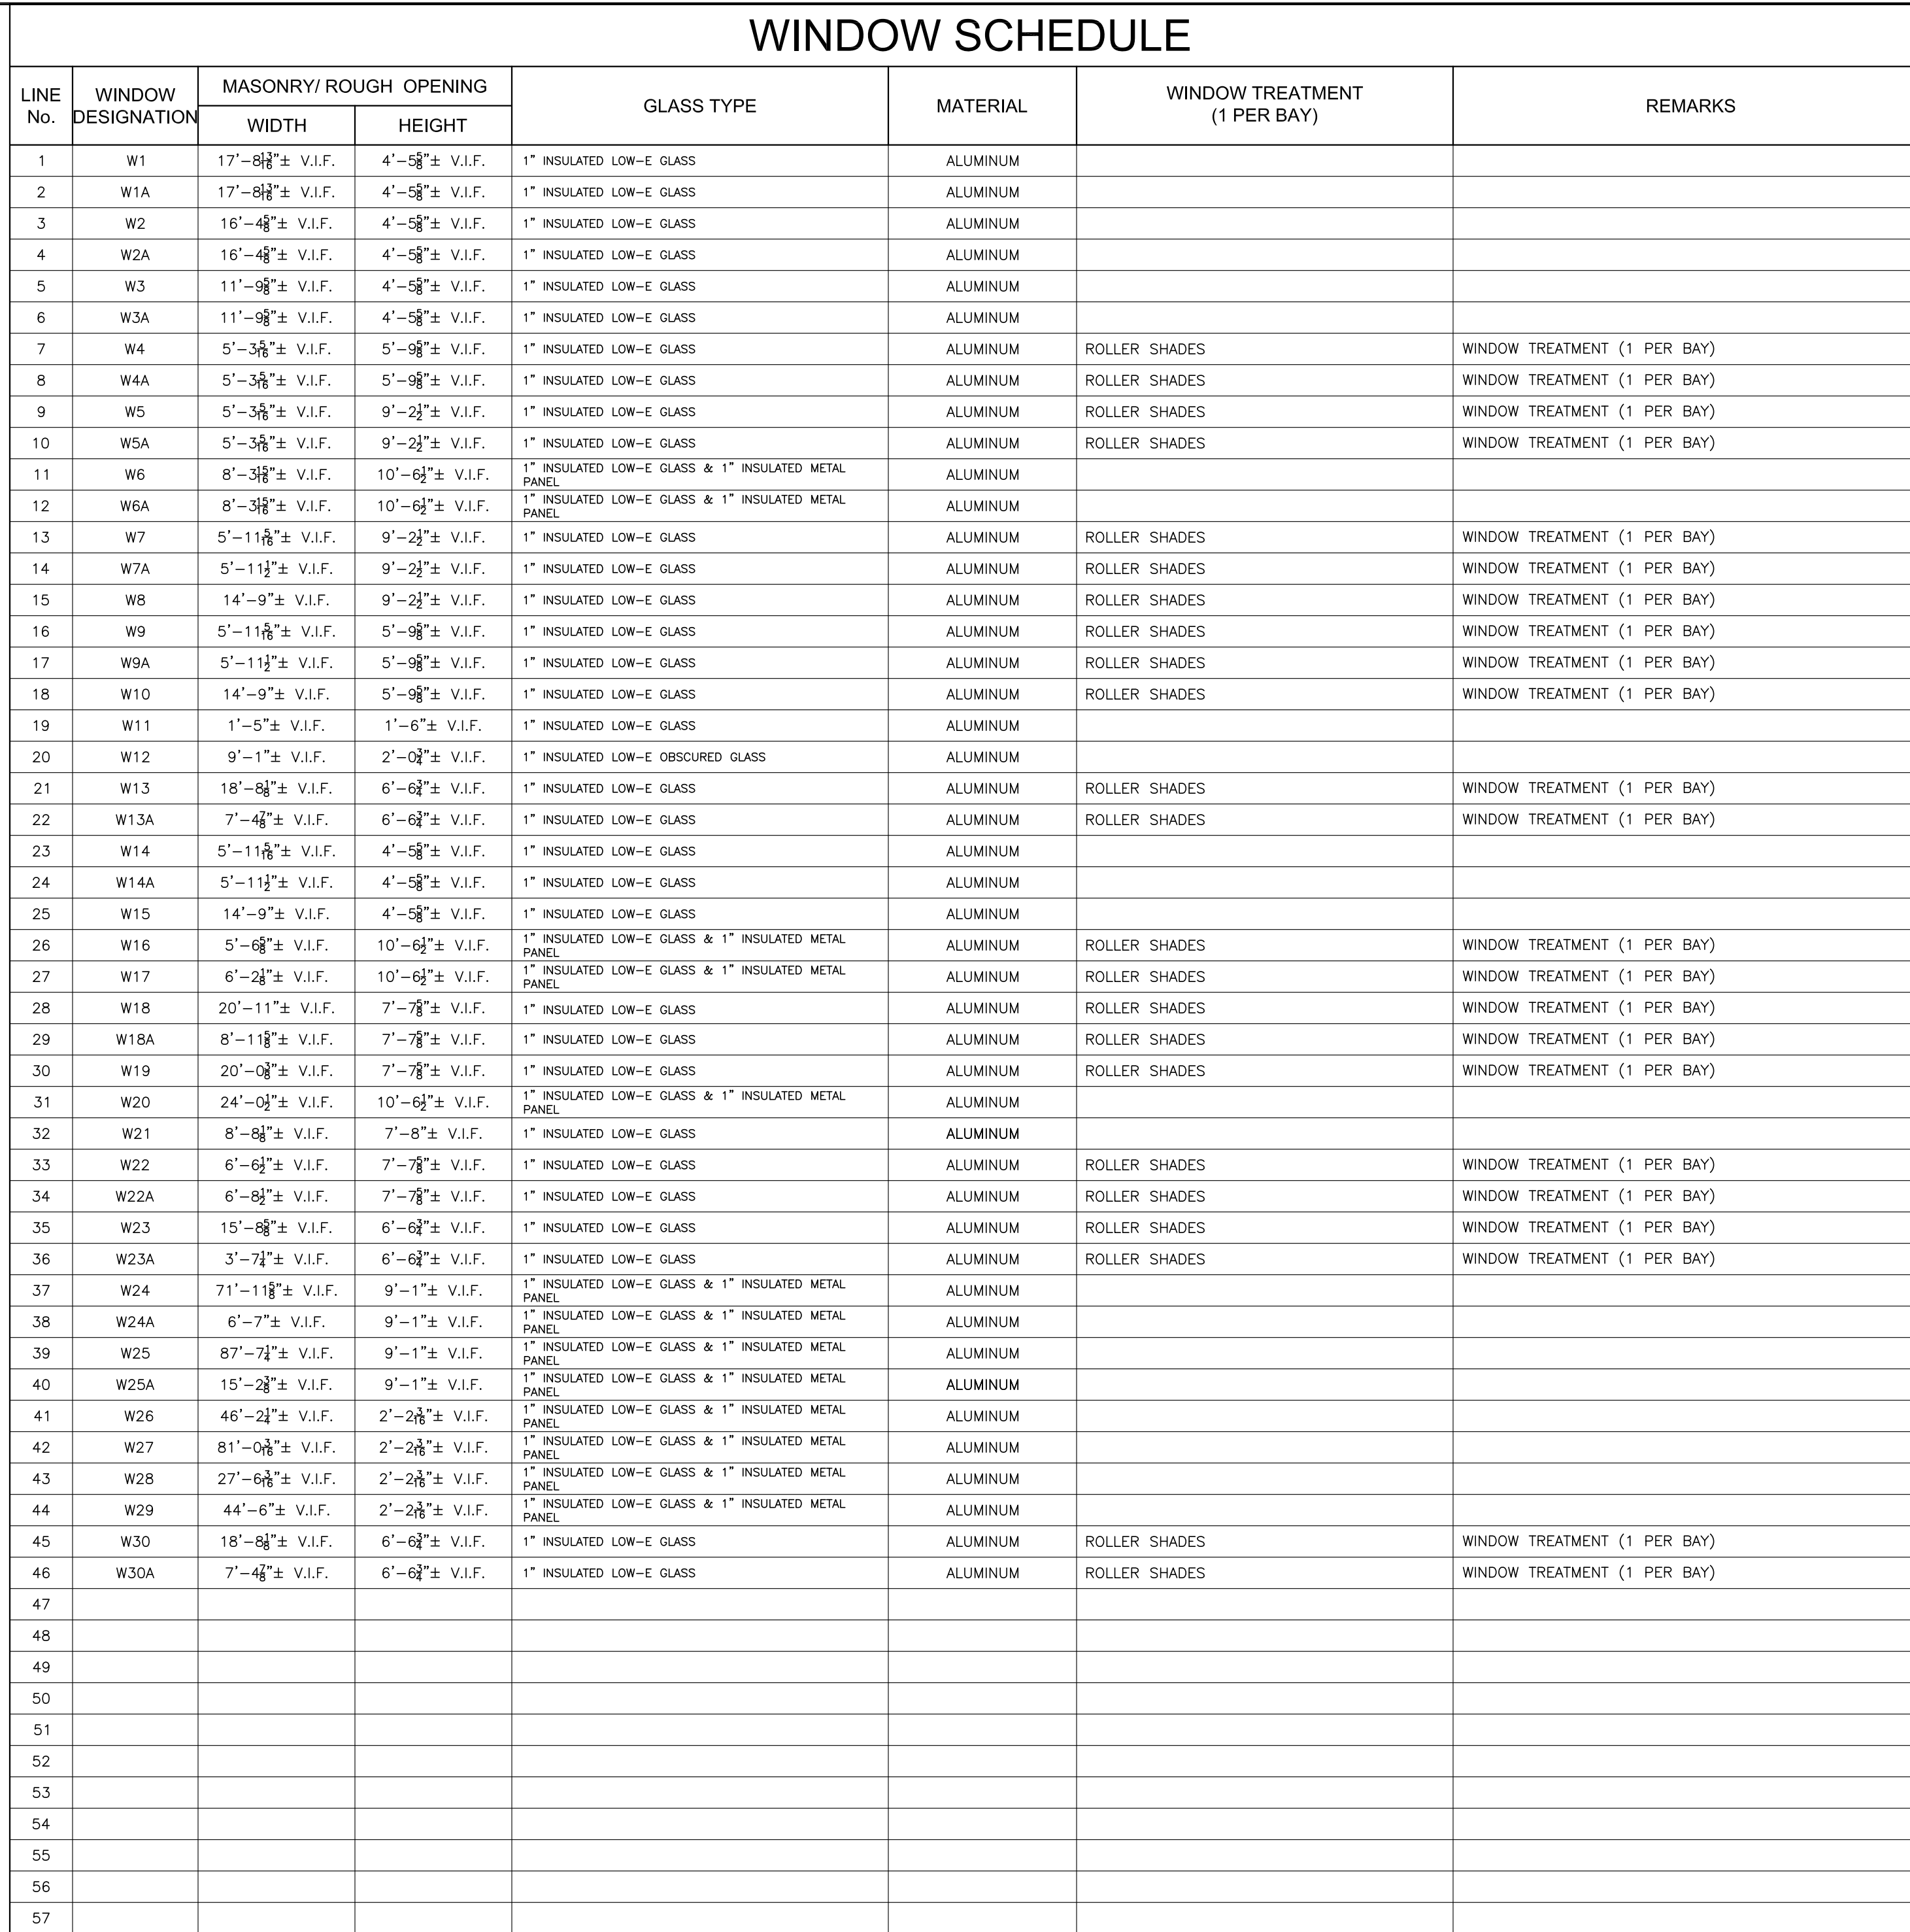 WINDOW SCHEDULE
LINE No. WINDOW DESIGNATION MASONRY/ ROUGH OPENING WIDTH HEIGHT GLASS TYPE MATERIAL WINDOW TREATMENT (1 PER BAY) REMARKS
1 W1 17'-8 13/16"± V.I.F. 4'-5 5/8"± V.I.F. 1" INSULATED LOW-E GLASS ALUMINUM
2 W1A 17'-8 13/16"± V.I.F. 4'-5 5/8"± V.I.F. 1" INSULATED LOW-E GLASS ALUMINUM
3 W2 16'-4 5/8"± V.I.F. 4'-5 5/8"± V.I.F. 1" INSULATED LOW-E GLASS ALUMINUM
4 W2A 16'-4 5/8"± V.I.F. 4'-5 5/8"± V.I.F. 1" INSULATED LOW-E GLASS ALUMINUM
5 W3 11'-9 5/8"± V.I.F. 4'-5 5/8"± V.I.F. 1" INSULATED LOW-E GLASS ALUMINUM
6 W3A 11'-9 5/8"± V.I.F. 4'-5 5/8"± V.I.F. 1" INSULATED LOW-E GLASS ALUMINUM
7 W4 5'-3 5/16"± V.I.F. 5'-9 5/8"± V.I.F. 1" INSULATED LOW-E GLASS ALUMINUM ROLLER SHADES WINDOW TREATMENT (1 PER BAY)
8 W4A 5'-3 5/16"± V.I.F. 5'-9 5/8"± V.I.F. 1" INSULATED LOW-E GLASS ALUMINUM ROLLER SHADES WINDOW TREATMENT (1 PER BAY)
9 W5 5'-3 5/16"± V.I.F. 9'-2 1/2"± V.I.F. 1" INSULATED LOW-E GLASS ALUMINUM ROLLER SHADES WINDOW TREATMENT (1 PER BAY)
10 W5A 5'-3 5/16"± V.I.F. 9'-2 1/2"± V.I.F. 1" INSULATED LOW-E GLASS ALUMINUM ROLLER SHADES WINDOW TREATMENT (1 PER BAY)
11 W6 8'-3 15/16"± V.I.F. 10'-6 1/2"± V.I.F. 1" INSULATED LOW-E GLASS & 1" INSULATED METAL PANEL ALUMINUM
12 W6A 8'-3 15/16"± V.I.F. 10'-6 1/2"± V.I.F. 1" INSULATED LOW-E GLASS & 1" INSULATED METAL PANEL ALUMINUM
13 W7 5'-11 5/16"± V.I.F. 9'-2 1/2"± V.I.F. 1" INSULATED LOW-E GLASS ALUMINUM ROLLER SHADES WINDOW TREATMENT (1 PER BAY)
14 W7A 5'-11 1/2"± V.I.F. 9'-2 1/2"± V.I.F. 1" INSULATED LOW-E GLASS ALUMINUM ROLLER SHADES WINDOW TREATMENT (1 PER BAY)
15 W8 14'-9"± V.I.F. 9'-2 1/2"± V.I.F. 1" INSULATED LOW-E GLASS ALUMINUM ROLLER SHADES WINDOW TREATMENT (1 PER BAY)
16 W9 5'-11 5/16"± V.I.F. 5'-9 5/8"± V.I.F. 1" INSULATED LOW-E GLASS ALUMINUM ROLLER SHADES WINDOW TREATMENT (1 PER BAY)
17 W9A 5'-11 1/2"± V.I.F. 5'-9 5/8"± V.I.F. 1" INSULATED LOW-E GLASS ALUMINUM ROLLER SHADES WINDOW TREATMENT (1 PER BAY)
18 W10 14'-9"± V.I.F. 5'-9 5/8"± V.I.F. 1" INSULATED LOW-E GLASS ALUMINUM ROLLER SHADES WINDOW TREATMENT (1 PER BAY)
19 W11 1'-5"± V.I.F. 1'-6"± V.I.F. 1" INSULATED LOW-E GLASS ALUMINUM
20 W12 9'-1"± V.I.F. 2'-0 3/4"± V.I.F. 1" INSULATED LOW-E OBSCURED GLASS ALUMINUM
21 W13 18'-8 1/8"± V.I.F. 6'-6 3/4"± V.I.F. 1" INSULATED LOW-E GLASS ALUMINUM ROLLER SHADES WINDOW TREATMENT (1 PER BAY)
22 W13A 7'-4 7/8"± V.I.F. 6'-6 3/4"± V.I.F. 1" INSULATED LOW-E GLASS ALUMINUM ROLLER SHADES WINDOW TREATMENT (1 PER BAY)
23 W14 5'-11 5/16"± V.I.F. 4'-5 5/8"± V.I.F. 1" INSULATED LOW-E GLASS ALUMINUM
24 W14A 5'-11 1/2"± V.I.F. 4'-5 5/8"± V.I.F. 1" INSULATED LOW-E GLASS ALUMINUM
25 W15 14'-9"± V.I.F. 4'-5 5/8"± V.I.F. 1" INSULATED LOW-E GLASS ALUMINUM
26 W16 5'-6 5/8"± V.I.F. 10'-6 1/2"± V.I.F. 1" INSULATED LOW-E GLASS & 1" INSULATED METAL PANEL ALUMINUM ROLLER SHADES WINDOW TREATMENT (1 PER BAY)
27 W17 6'-2 1/8"± V.I.F. 10'-6 1/2"± V.I.F. 1" INSULATED LOW-E GLASS & 1" INSULATED METAL PANEL ALUMINUM ROLLER SHADES WINDOW TREATMENT (1 PER BAY)
28 W18 20'-11"± V.I.F. 7'-7 5/8"± V.I.F. 1" INSULATED LOW-E GLASS ALUMINUM ROLLER SHADES WINDOW TREATMENT (1 PER BAY)
29 W18A 8'-11 5/8"± V.I.F. 7'-7 5/8"± V.I.F. 1" INSULATED LOW-E GLASS ALUMINUM ROLLER SHADES WINDOW TREATMENT (1 PER BAY)
30 W19 20'-0 3/8"± V.I.F. 7'-7 5/8"± V.I.F. 1" INSULATED LOW-E GLASS ALUMINUM ROLLER SHADES WINDOW TREATMENT (1 PER BAY)
31 W20 24'-0 1/2"± V.I.F. 10'-6 1/2"± V.I.F. 1" INSULATED LOW-E GLASS & 1" INSULATED METAL PANEL ALUMINUM
32 W21 8'-8 1/8"± V.I.F. 7'-8"± V.I.F. 1" INSULATED LOW-E GLASS ALUMINUM
33 W22 6'-6 1/2"± V.I.F. 7'-7 5/8"± V.I.F. 1" INSULATED LOW-E GLASS ALUMINUM ROLLER SHADES WINDOW TREATMENT (1 PER BAY)
34 W22A 6'-8 1/2"± V.I.F. 7'-7 5/8"± V.I.F. 1" INSULATED LOW-E GLASS ALUMINUM ROLLER SHADES WINDOW TREATMENT (1 PER BAY)
35 W23 15'-8 5/8"± V.I.F. 6'-6 3/4"± V.I.F. 1" INSULATED LOW-E GLASS ALUMINUM ROLLER SHADES WINDOW TREATMENT (1 PER BAY)
36 W23A 3'-7 1/4"± V.I.F. 6'-6 3/4"± V.I.F. 1" INSULATED LOW-E GLASS ALUMINUM ROLLER SHADES WINDOW TREATMENT (1 PER BAY)
37 W24 71'-11 5/8"± V.I.F. 9'-1"± V.I.F. 1" INSULATED LOW-E GLASS & 1" INSULATED METAL PANEL ALUMINUM
38 W24A 6'-7"± V.I.F. 9'-1"± V.I.F. 1" INSULATED LOW-E GLASS & 1" INSULATED METAL PANEL ALUMINUM
39 W25 87'-7 1/4"± V.I.F. 9'-1"± V.I.F. 1" INSULATED LOW-E GLASS & 1" INSULATED METAL PANEL ALUMINUM
40 W25A 15'-2 3/8"± V.I.F. 9'-1"± V.I.F. 1" INSULATED LOW-E GLASS & 1" INSULATED METAL PANEL ALUMINUM
41 W26 46'-2 1/4"± V.I.F. 2'-2 3/16"± V.I.F. 1" INSULATED LOW-E GLASS & 1" INSULATED METAL PANEL ALUMINUM
42 W27 81'-0 3/16"± V.I.F. 2'-2 3/16"± V.I.F. 1" INSULATED LOW-E GLASS & 1" INSULATED METAL PANEL ALUMINUM
43 W28 27'-6 3/16"± V.I.F. 2'-2 3/16"± V.I.F. 1" INSULATED LOW-E GLASS & 1" INSULATED METAL PANEL ALUMINUM
44 W29 44'-6"± V.I.F. 2'-2 3/16"± V.I.F. 1" INSULATED LOW-E GLASS & 1" INSULATED METAL PANEL ALUMINUM
45 W30 18'-8 1/8"± V.I.F. 6'-6 3/4"± V.I.F. 1" INSULATED LOW-E GLASS ALUMINUM ROLLER SHADES WINDOW TREATMENT (1 PER BAY)
46 W30A 7'-4 7/8"± V.I.F. 6'-6 3/4"± V.I.F. 1" INSULATED LOW-E GLASS ALUMINUM ROLLER SHADES WINDOW TREATMENT (1 PER BAY)
47
48
49
50
51
52
53
54
55
56
57